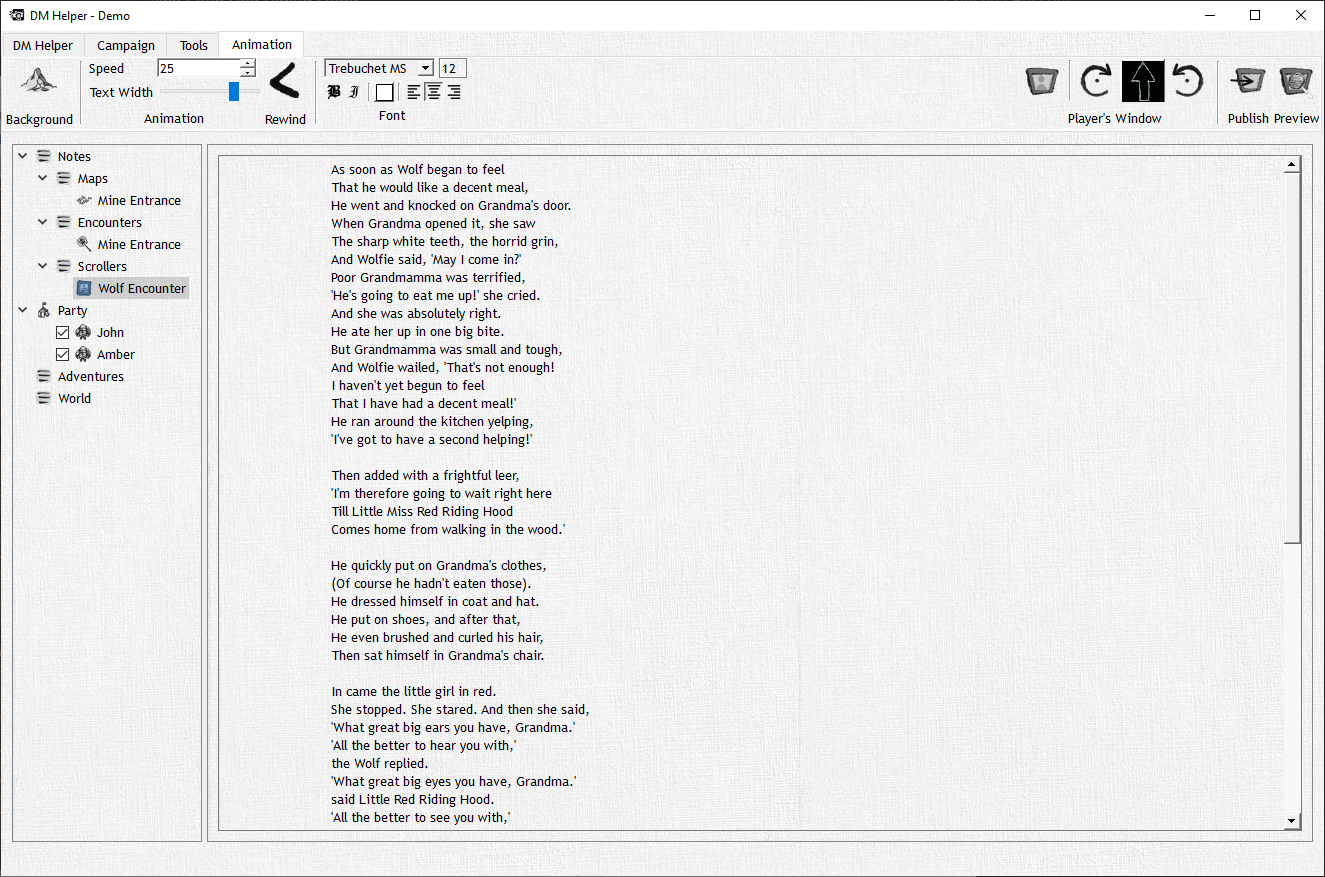 DM Helper - Demo
DM Helper Campaign Tools Animation
Speed 25
Text Width
Background
Animation
Rewind
Trebuchet MS 12
B I
Font
Player's Window
Publish Preview
Notes
Maps
Mine Entrance
Encounters
Mine Entrance
Scrollers
Wolf Encounter
Party
John
Amber
Adventures
World
As soon as Wolf began to feel
That he would like a decent meal,
He went and knocked on Grandma's door.
When Grandma opened it, she saw
The sharp white teeth, the horrid grin,
And Wolfie said, 'May I come in?'
Poor Grandmamma was terrified,
'He's going to eat me up!' she cried.
And she was absolutely right.
He ate her up in one big bite.
But Grandmamma was small and tough,
And Wolfie wailed, 'That's not enough!
I haven't yet begun to feel
That I have had a decent meal!'
He ran around the kitchen yelping,
'I've got to have a second helping!'
Then added with a frightful leer,
'I'm therefore going to wait right here
Till Little Miss Red Riding Hood
Comes home from walking in the wood.'
He quickly put on Grandma's clothes,
(Of course he hadn't eaten those).
He dressed himself in coat and hat.
He put on shoes, and after that,
He even brushed and curled his hair,
Then sat himself in Grandma's chair.
In came the little girl in red.
She stopped. She stared. And then she said,
'What great big ears you have, Grandma.'
'All the better to hear you with,'
the Wolf replied.
'What great big eyes you have, Grandma.'
said Little Red Riding Hood.
'All the better to see you with,'